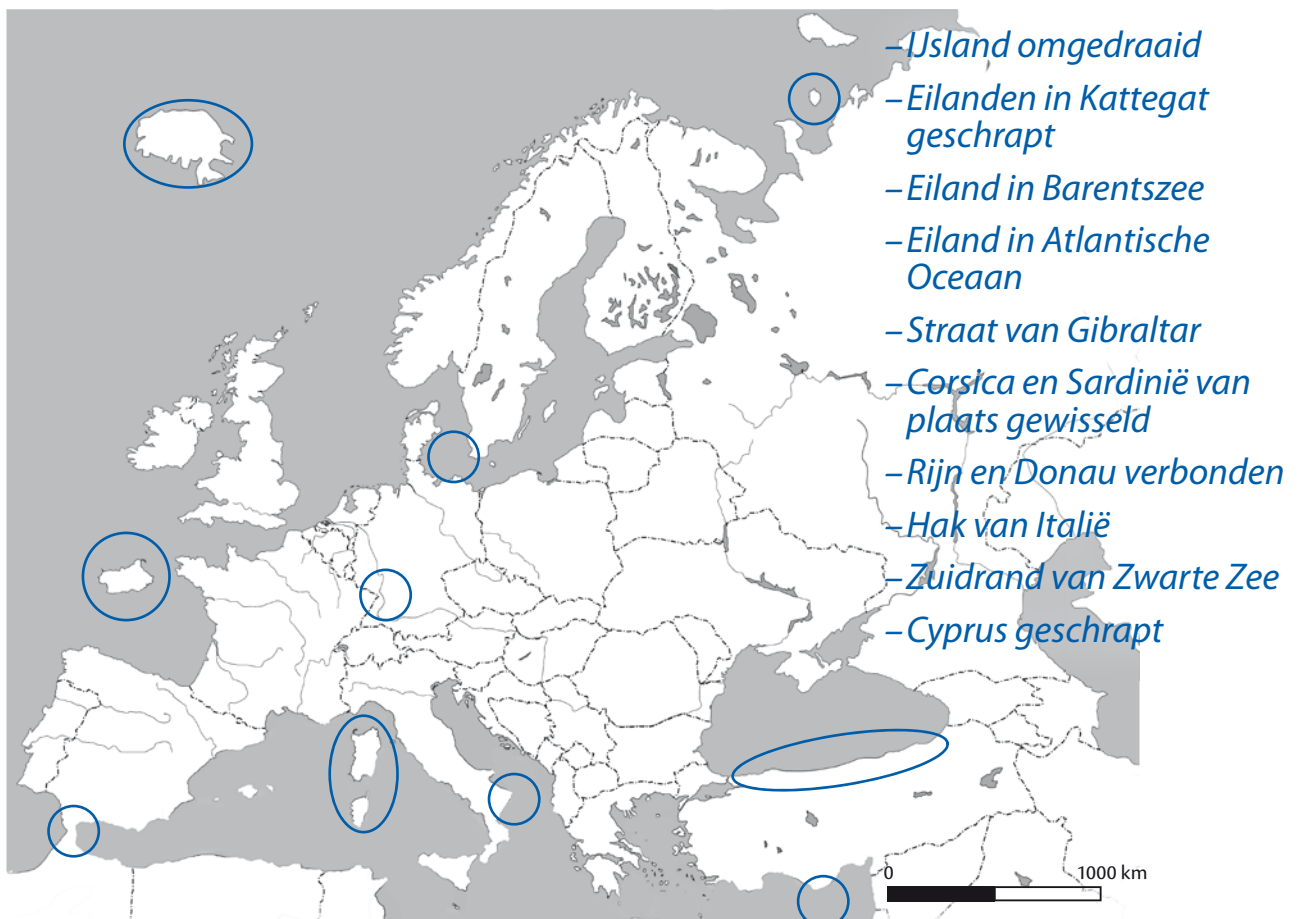 –IJsland omgedraaid
–Eilanden in Kattegat
geschrapt
–Eiland in Barentszee
–Eiland in Atlantische
Oceaan
–Straat van Gibraltar
–Corsica en Sardinië van
plaats gewisseld
–Rijn en Donau verbonden
–Hak van Italië
–Zuidrand van Zwarte Zee
–Cyprus geschrapt
0 1000 km